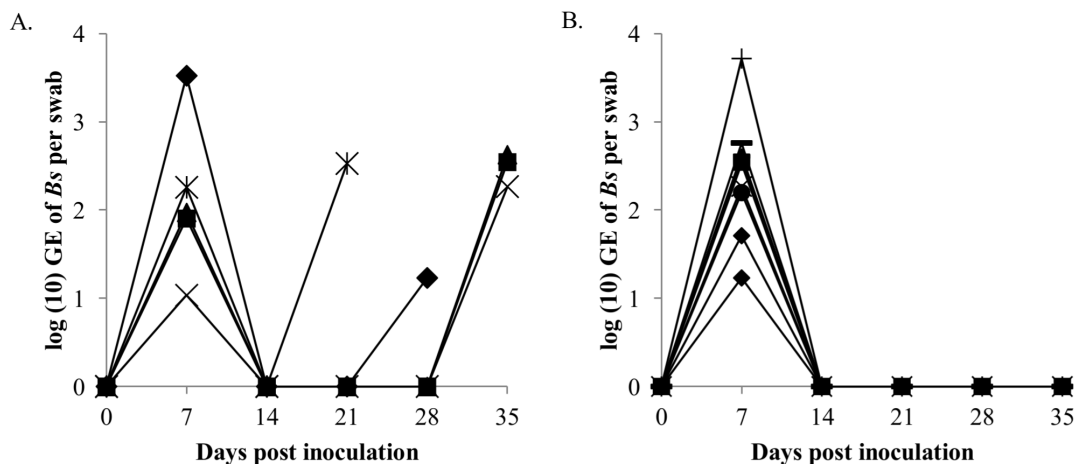 A.
log (10) GE of Bs per swab
4
3
2
1
0
0 7 14 21 28 35
Days post inoculation
B.
log (10) GE of Bs per swab
4
3
2
1
0
0 7 14 21 28 35
Days post inoculation